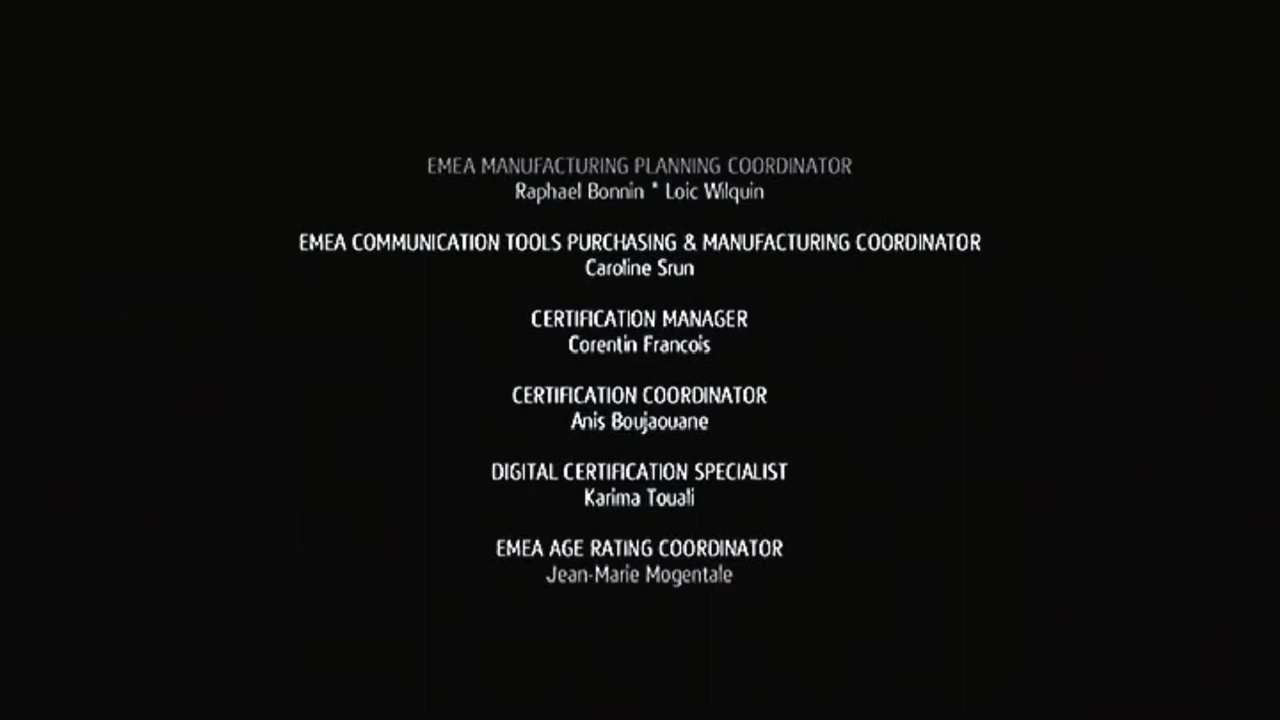 EMEA MANUFACTURING PLANNING COORDINATOR
Raphael Bonnin * Loic Wilquin
EMEA COMMUNICATION TOOLS PURCHASING & MANUFACTURING COORDINATOR
Caroline Srun
CERTIFICATION MANAGER
Corentin Francois
CERTIFICATION COORDINATOR
Anis Boujaouane
DIGITAL CERTIFICATION SPECIALIST
Karima Touali
EMEA AGE RATING COORDINATOR
Jean-Marie Mogentale